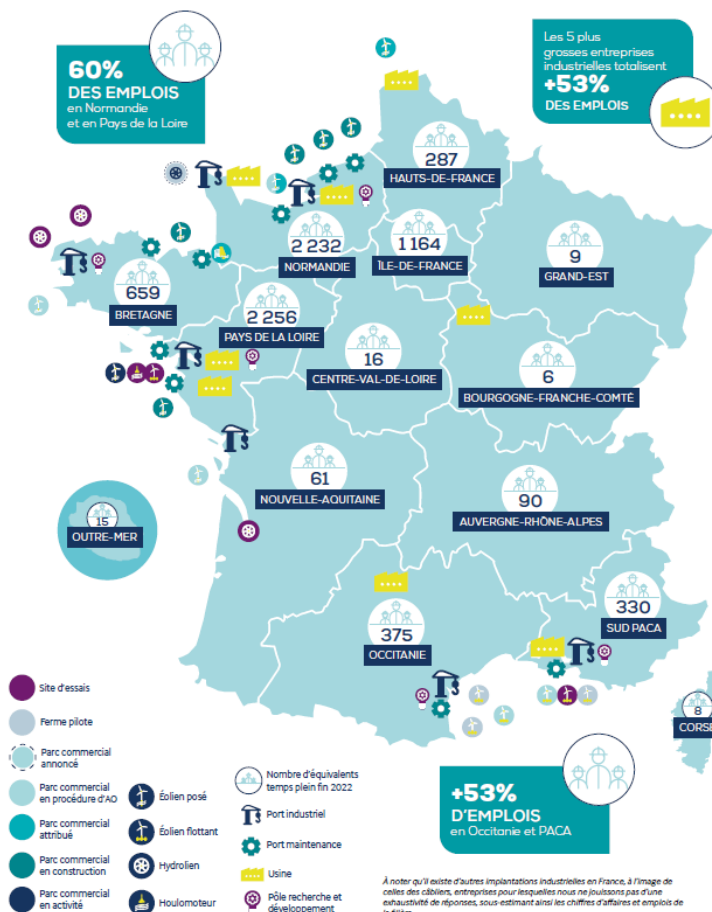 60%
DES EMPLOIS
en Normandie
et en Pays de la Loire
Les 5 plus
grosses entreprises
industrielles totalisent
+53%
DES EMPLOIS
287
HAUTS-DE-FRANCE
2 232
NORMANDIE
1 164
ÎLE-DE-FRANCE
9
GRAND-EST
659
BRETAGNE
2 256
PAYS DE LA LOIRE
16
CENTRE-VAL-DE-LOIRE
6
BOURGOGNE-FRANCHE-COMTÉ
61
NOUVELLE-AQUITAINE
90
AUVERGNE-RHÔNE-ALPES
15
OUTRE-MER
375
OCCITANIE
330
SUD PACA
8
CORSE
Site d'essais
Ferme pilote
Parc commercial
annoncé
Parc commercial
en procédure d'AO
Parc commercial
attribué
Parc commercial
en construction
Parc commercial
en activité
Éolien posé
Éolien flottant
Hydrolien
Houlomoteur
Nombre d'équivalents
temps plein fin 2022
Port industriel
Port maintenance
Usine
Pôle recherche et
développement
+53%
D'EMPLOIS
en Occitanie et PACA
À noter qu'il existe d'autres implantations industrielles en France, à l'image de
celles des câbliers, entreprises pour lesquelles nous ne jouissons pas d'une
exhaustivité de réponses, sous-estimant ainsi les chiffres d'affaires et emplois de
la filière.